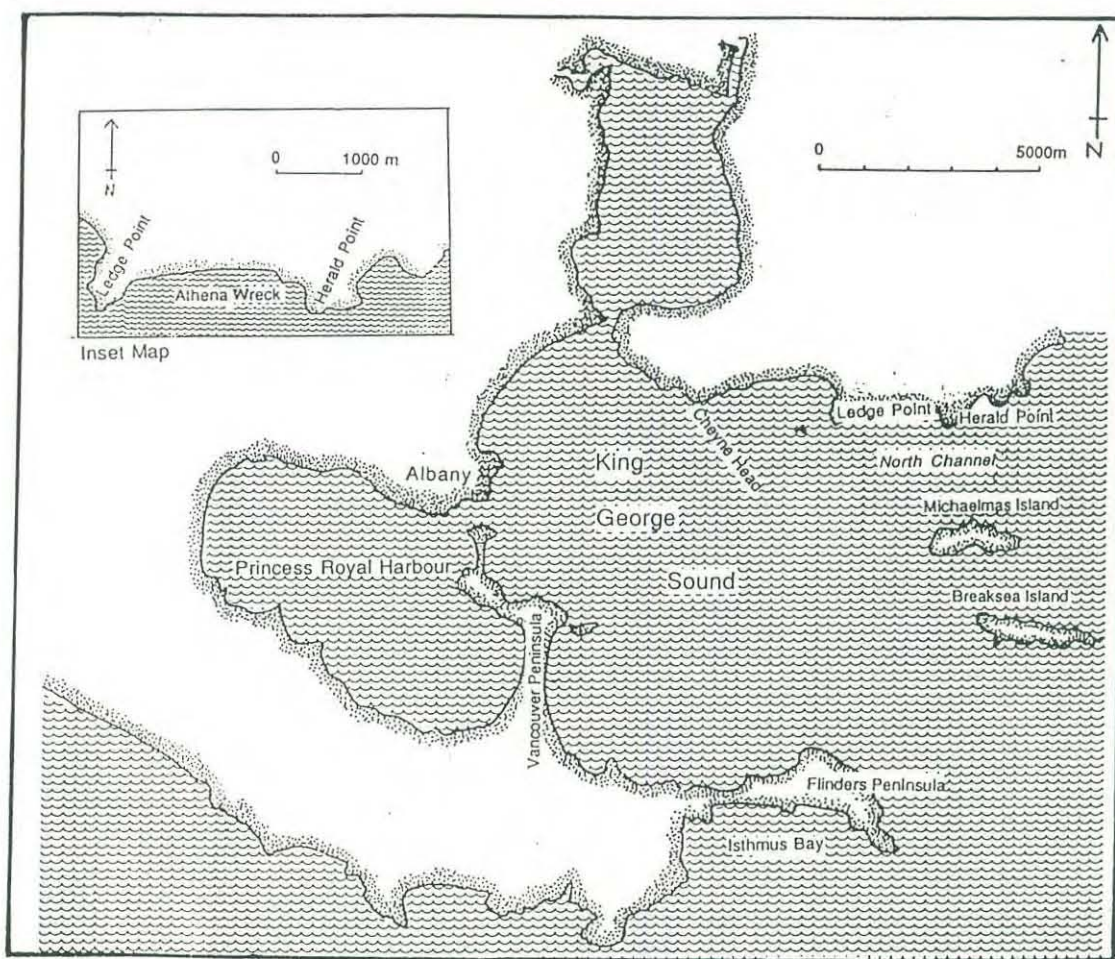 N
0 1000 m
Ledge Point
Herald Point
Athena Wreck
Inset Map
N
0 5000m
Ledge Point
Herald Point
Cheyne Head
North Channel
Albany
King
George
Sound
Michaelmas Island
Princess Royal Harbour
Breaksea Island
Vancouver Peninsula
Flinders Peninsula
Isthmus Bay